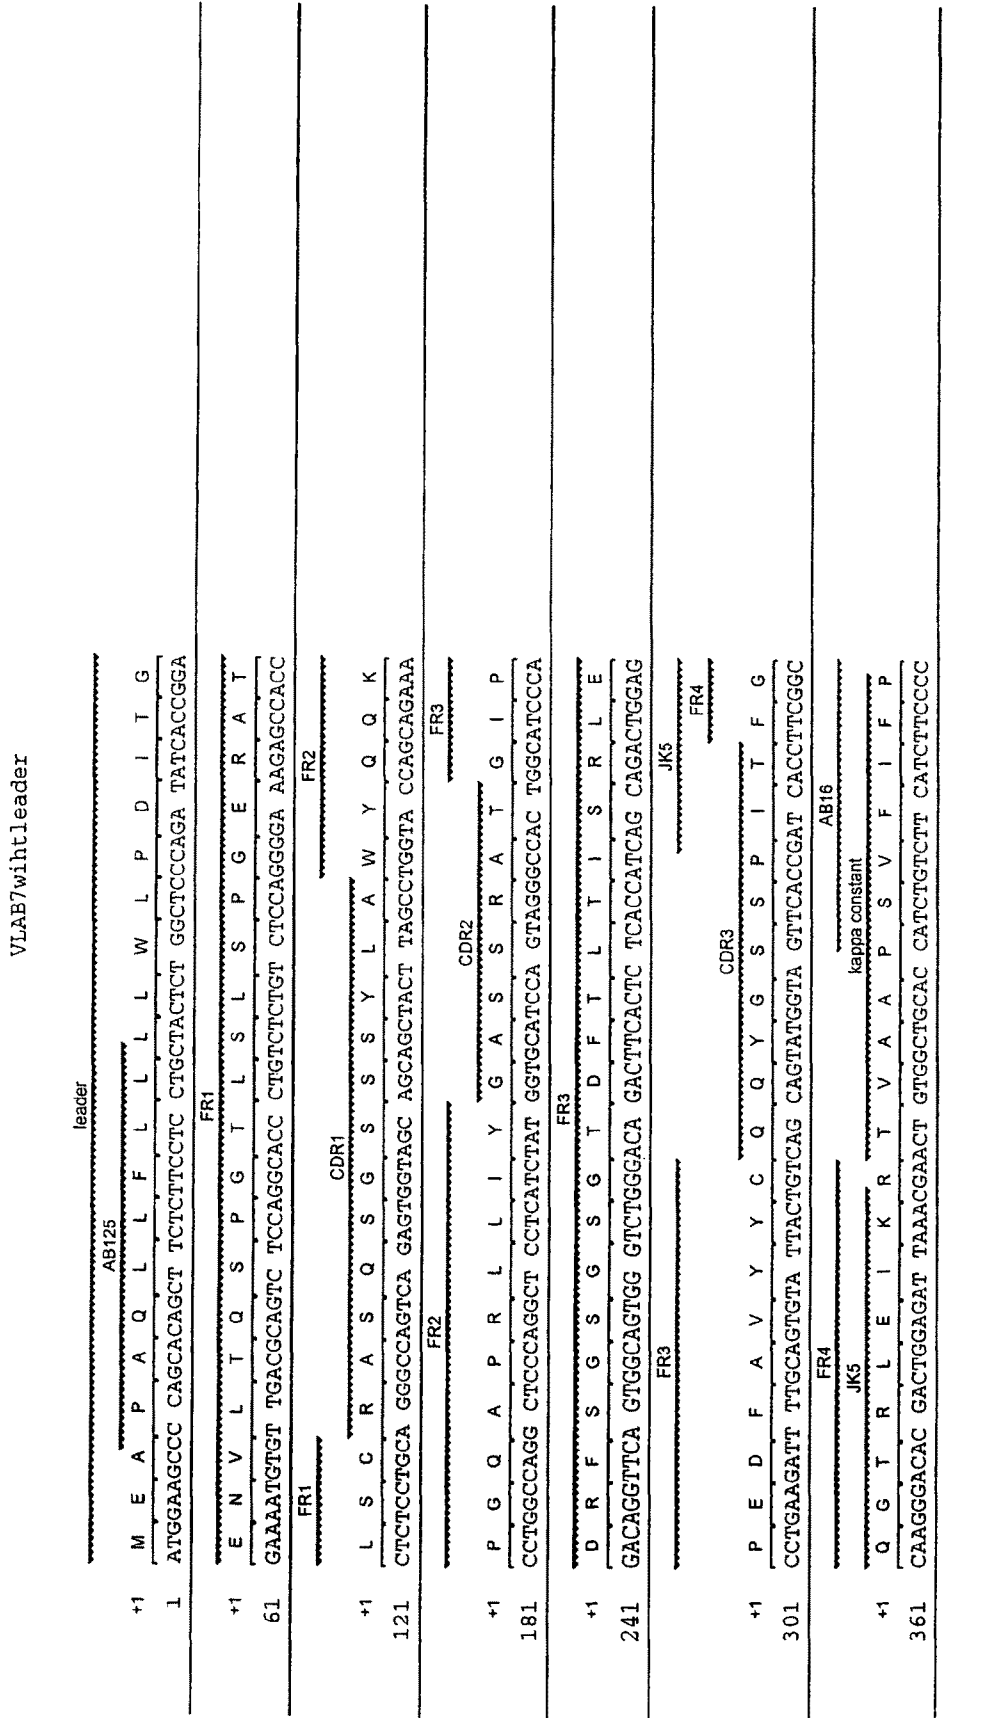 VLAB7wihtleader
leader
AB125
+1 M E A P A Q L L F L L L L W L P D I T G
1 ATGGAAGCCC CAGCACAGCT TCTCTTCCTC CTGCTACTCT GGCTCCCAGA TATCACCGGA
FR1
+1 E N V L T Q S P G T L S L S P G E R A T
61 GAAAATGTGT TGACGCAGTC TCCAGGCACC CTGTCTCTGT CTCCAGGGGA AAGAGCCACC
FR1 FR2
CDR1
+1 L S C R A S Q S G S S S Y L A W Y Q Q K
121 CTCTCCTGCA GGGCCAGTCA GAGTGGTAGC AGCAGCTACT TAGCCTGGTA CCAGCAGAAA
FR2 FR3
CDR2
+1 P G Q A P R L L I Y G A S S R A T G I P
181 CCTGGCCAGG CTCCCAGGCT CCTCATCTAT GGTGCATCCA GTAGGGCCAC TGGCATCCCA
FR3
+1 D R F S G S G S G T D F T L T I S R L E
241 GACAGGTTCA GTGGCAGTGG GTCTGGGACA GACTTCACTC TCACCATCAG CAGACTGGAG
FR3 JK5
FR4
CDR3
+1 P E D F A V Y Y C Q Q Y G S S P I T F G
301 CCTGAAGATT TTGCAGTGTA TTACTGTCAG CAGTATGGTA GTTCACCGAT CACCTTCGGC
FR4 AB16
JK5 kappa constant
+1 Q G T R L E I K R T V A A P S V F I F P
361 CAAGGGACAC GACTGGAGAT TAAACGAACT GTGGCTGCAC CATCTGTCTT CATCTTCCCC